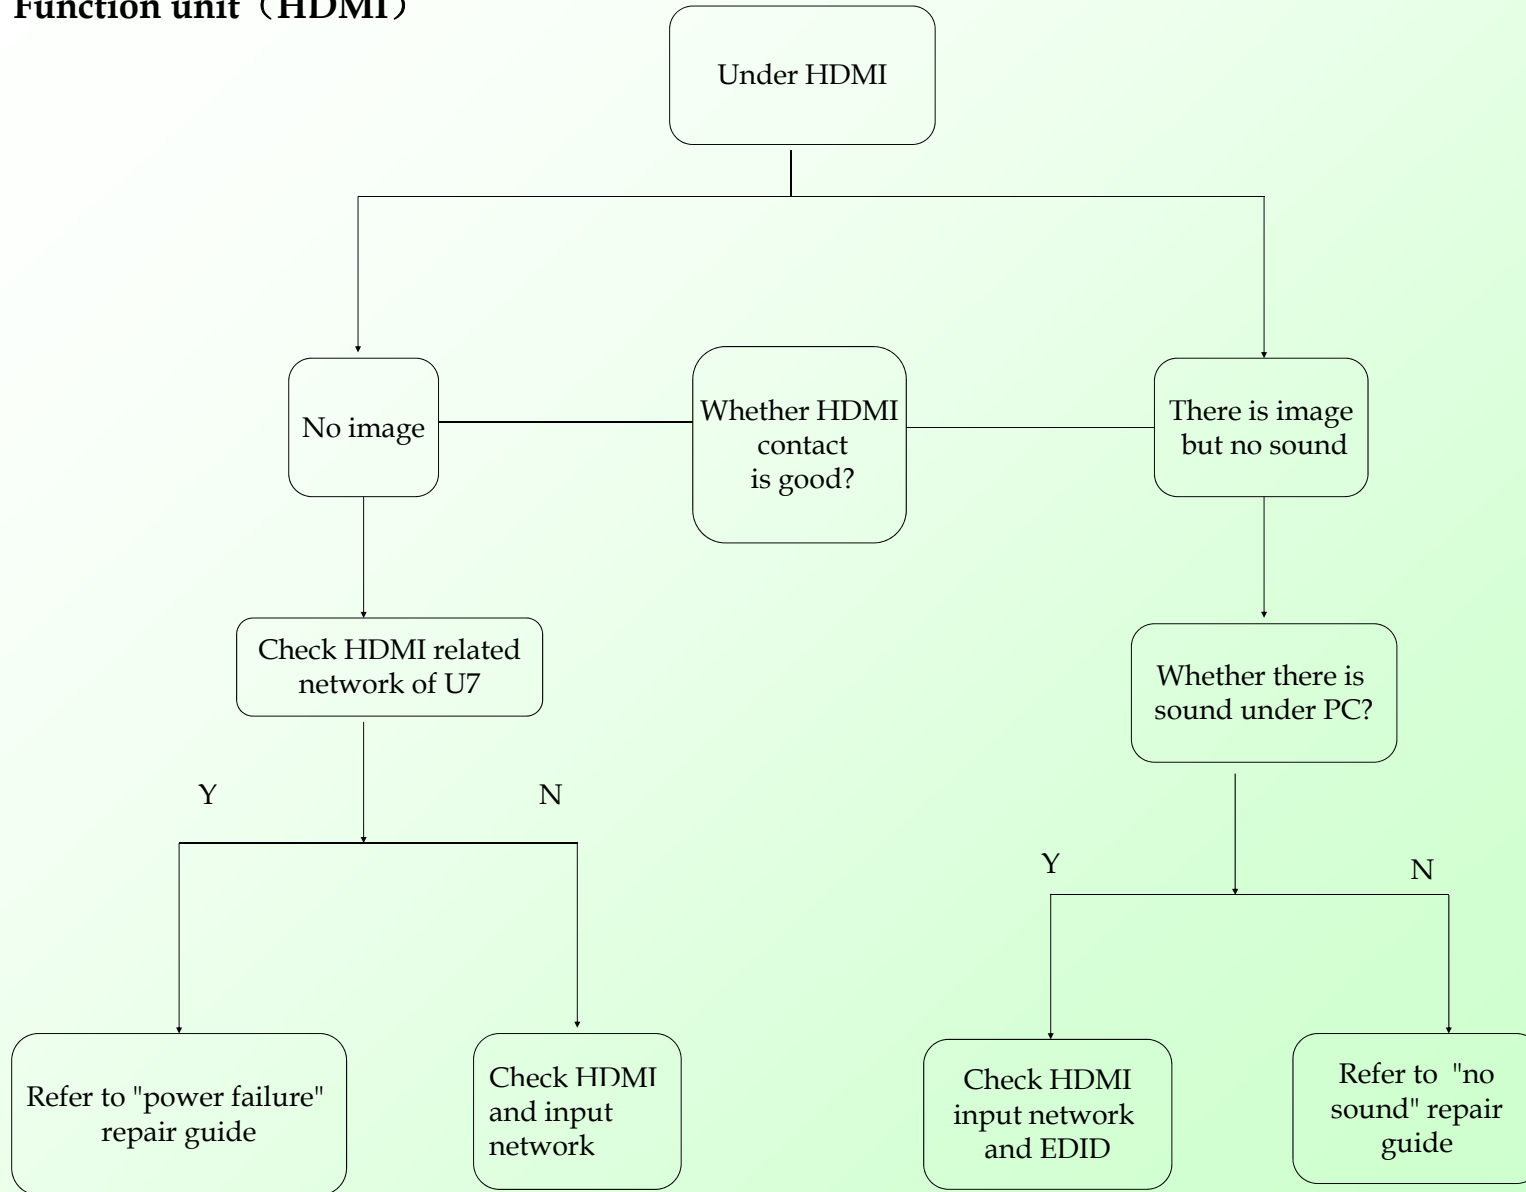 Function unit（HDMI）
Under HDMI
No image
Whether HDMI
contact
is good?
There is image
but no sound
Check HDMI related
network of U7
Whether there is
sound under PC?
Y
N
Y
N
Refer to "power failure"
repair guide
Check HDMI
and input
network
Check HDMI
input network
and EDID
Refer to "no
sound" repair
guide